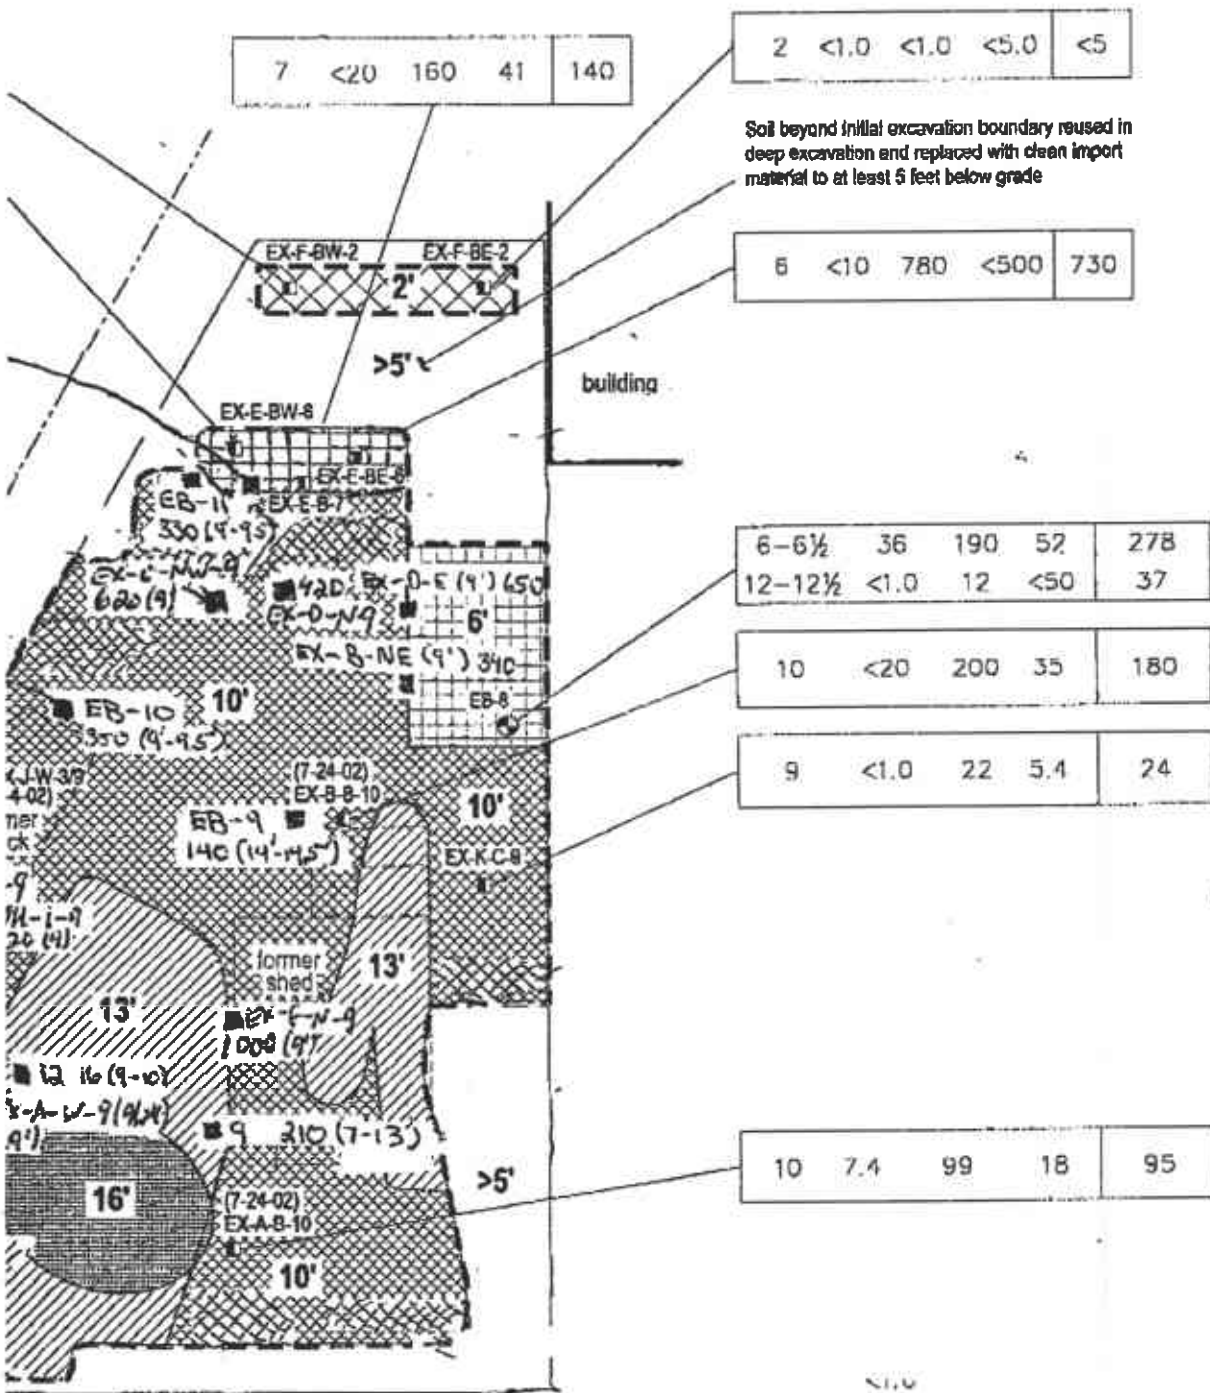 7 <20 160 41 140
2 <1.0 <1.0 <5.0 <5
Soil beyond initial excavation boundary reused in
deep excavation and replaced with clean import
material to at least 5 feet below grade
6 <10 780 <500 730
EX-F-BW-2 EX-F-BE-2
2'
>5'
building
EX-E-BW-6
EX-E-BE-6
EX-E-B-7
EB-11
330 (9'-9.5)
620 (9)
420 EX-D-E (9') 650
EX-D-N-9
6'
EX-B-NE (9') 340
EB-8
6-6½ 36 190 52 278
12-12½ <1.0 12 <50 37
10 <20 200 35 180
9 <1.0 22 5.4 24
10'
EB-10
350 (9'-9.5')
(7-24-02)
EX-B-B-10
EB-9
140 (14'-14.5')
10'
EX-K-C-9
former
shed
13'
13'
12 16 (9-10)
9 210 (7-13')
>5'
16'
(7-24-02)
EX-A-B-10
10'
10 7.4 99 18 95
<1.0